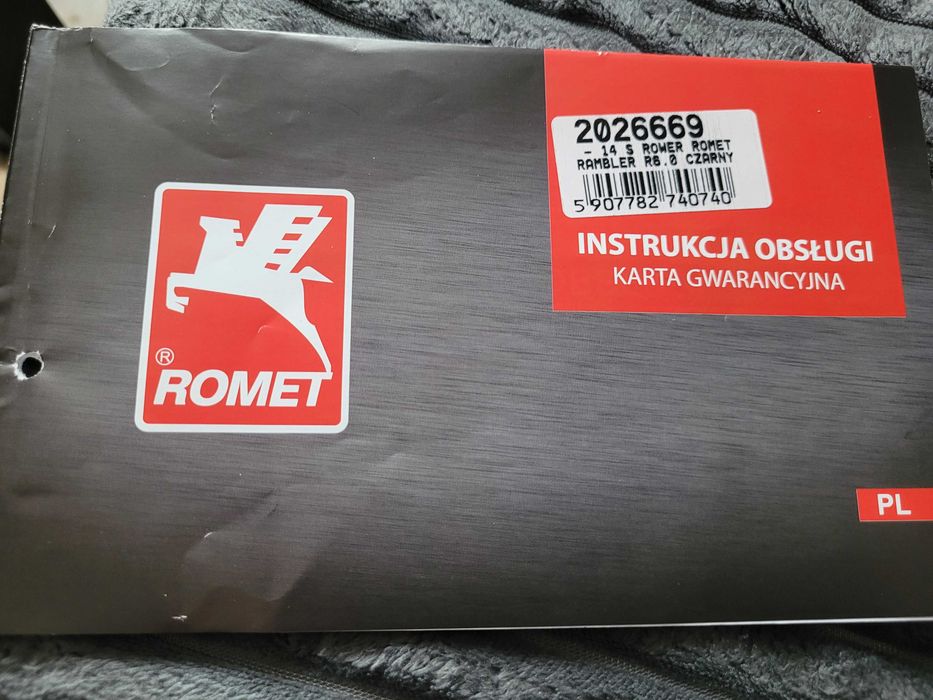 2026669
- 14 S ROWER ROMET
RAMBLER R6.0 CZARNY
5 907782 740740
INSTRUKCJA OBSŁUGI
KARTA GWARANCYJNA
®
ROMET
PL